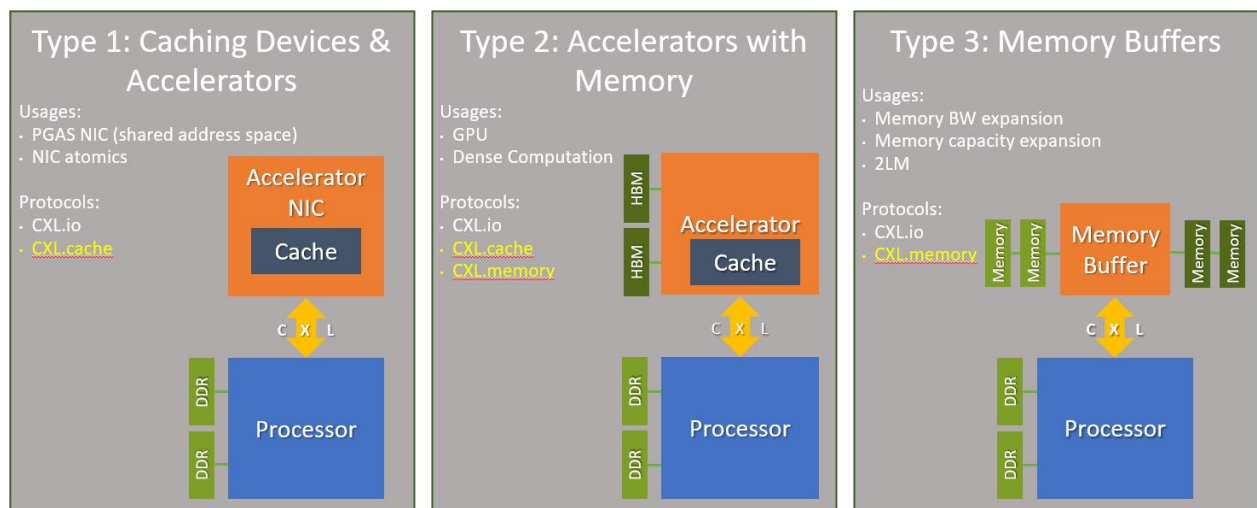 Type 1: Caching Devices &
Accelerators
Usages:
• PGAS NIC (shared address space)
• NIC atomics
Protocols:
• CXL.io
• CXL.cache
Accelerator
NIC
Cache
C X L
DDR
DDR
Processor
Type 2: Accelerators with
Memory
Usages:
• GPU
• Dense Computation
Protocols:
• CXL.io
• CXL.cache
• CXL.memory
HBM
HBM
Accelerator
Cache
C X L
DDR
DDR
Processor
Type 3: Memory Buffers
Usages:
• Memory BW expansion
• Memory capacity expansion
• 2LM
Protocols:
• CXL.io
• CXL.memory
Memory
Memory
Memory
Buffer
Memory
Memory
C X L
DDR
DDR
Processor